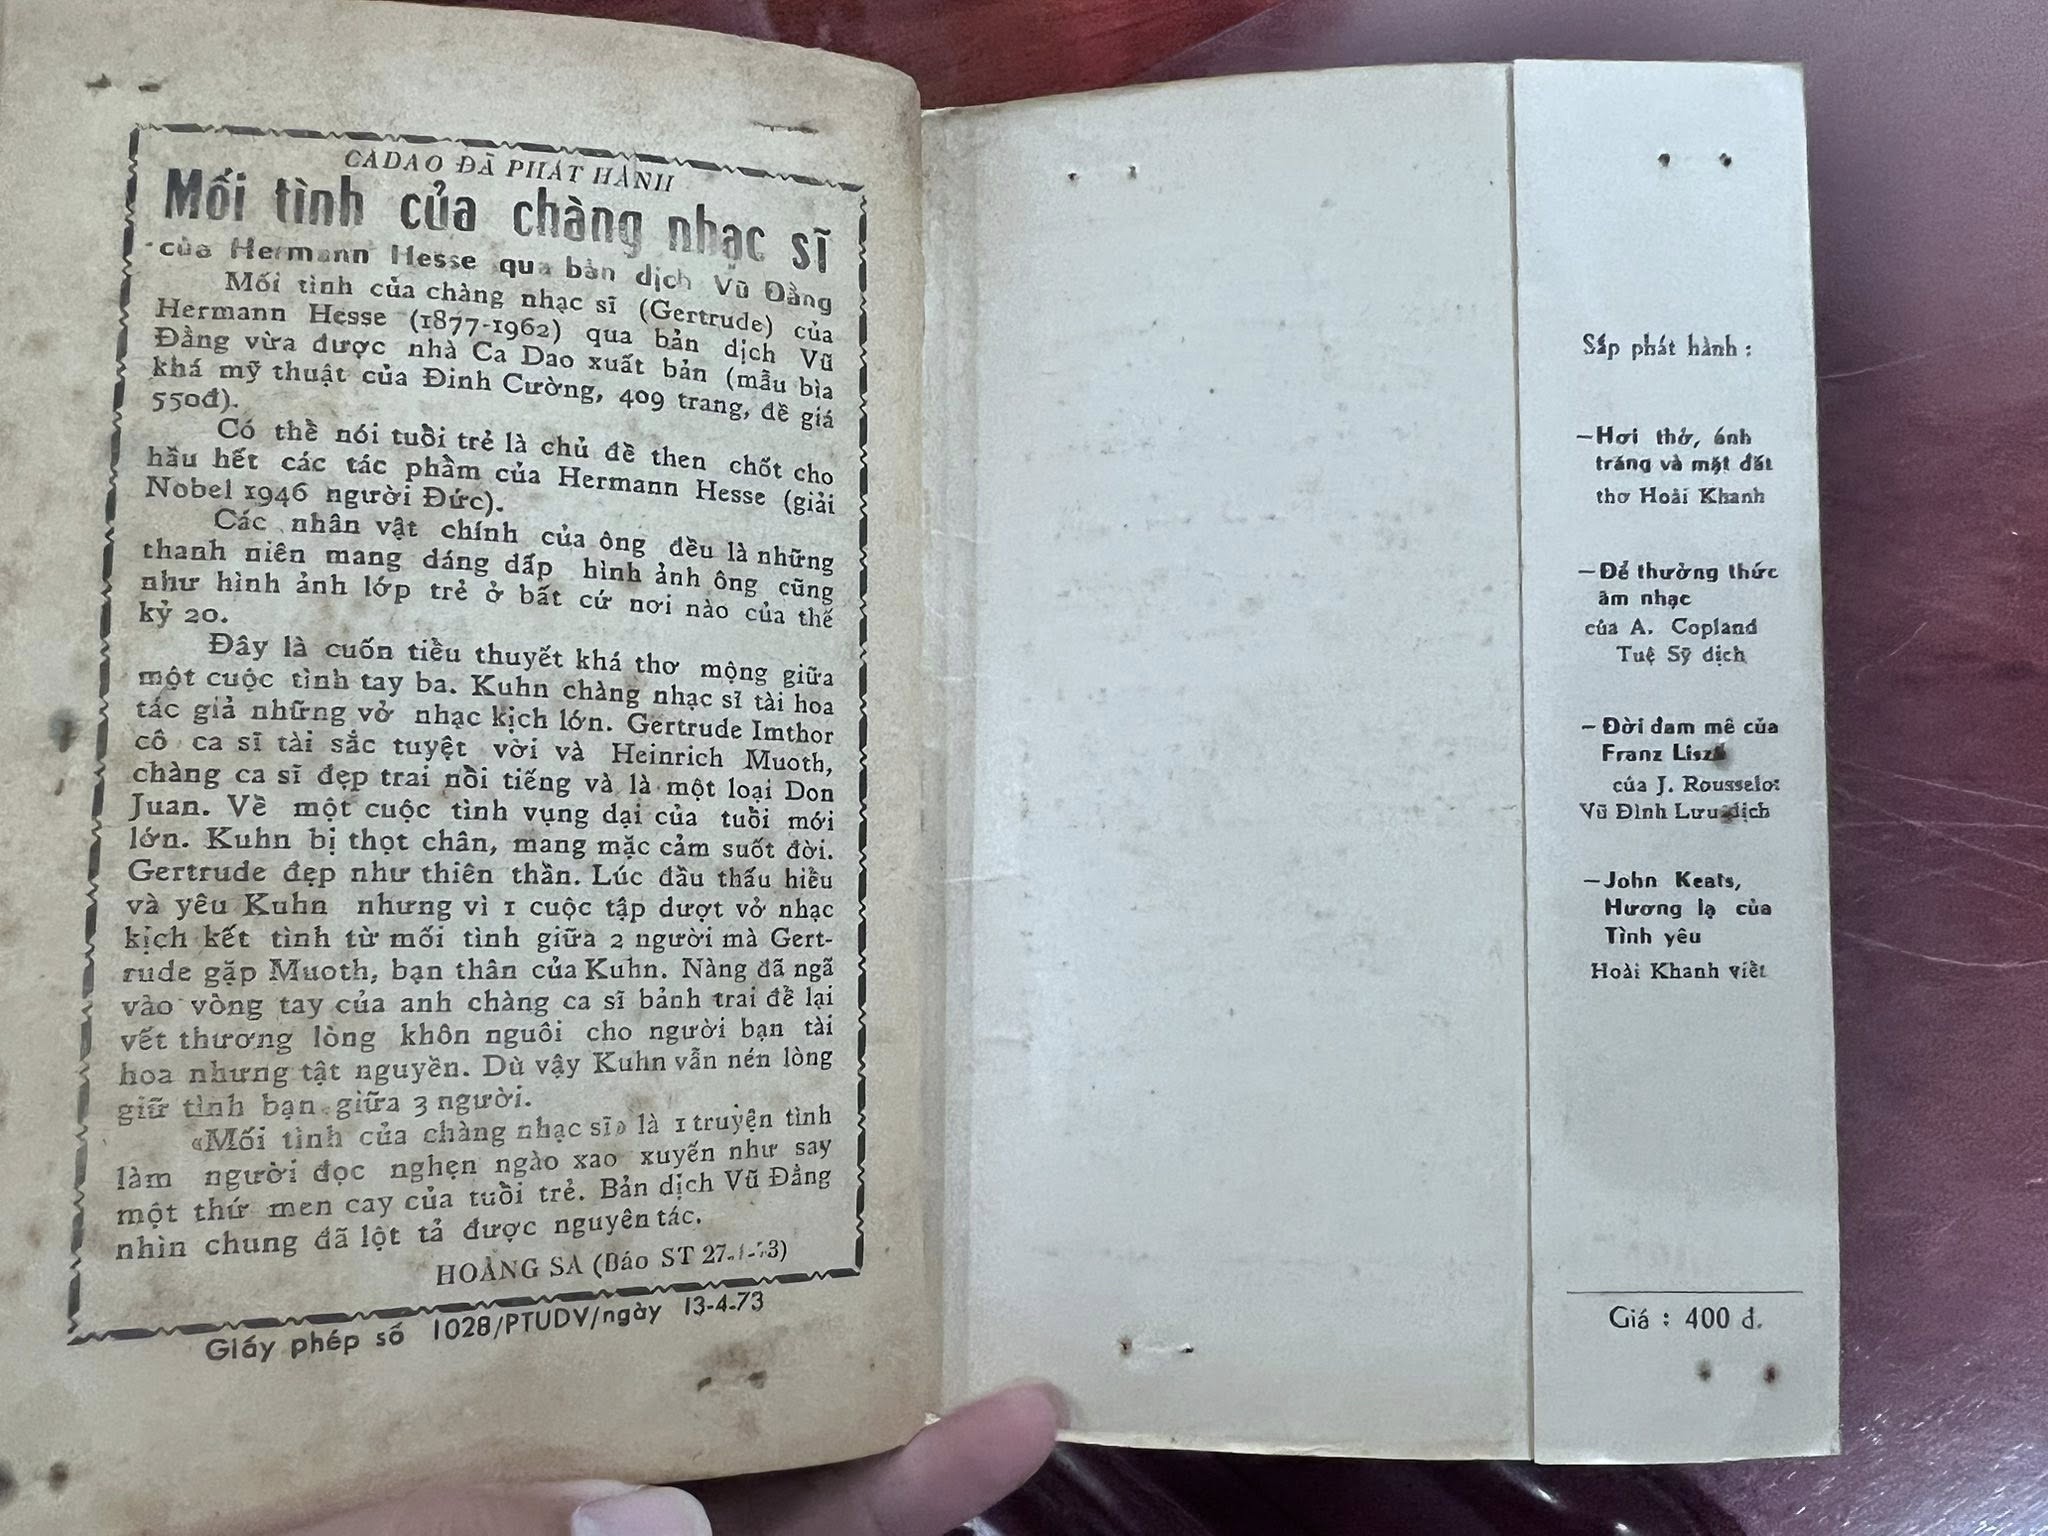 CADAO ĐÃ PHÁT HÀNH
Mối tình của chàng nhạc sĩ
của Hermann Hesse qua bản dịch Vũ Đằng
Mối tình của chàng nhạc sĩ (Gertrude) của
Hermann Hesse (1877-1962) qua bản dịch Vũ
Đằng vừa được nhà Ca Dao xuất bản (mẫu bìa
khá mỹ thuật của Đinh Cường, 409 trang, đề giá
550đ).
Có thể nói tuổi trẻ là chủ đề then chốt cho
hầu hết các tác phẩm của Hermann Hesse (giải
Nobel 1946 người Đức).
Các nhân vật chính của ông đều là những
thanh niên mang dáng dấp hình ảnh ông cũng
như hình ảnh lớp trẻ ở bất cứ nơi nào của thế
kỷ 20.
Đây là cuốn tiểu thuyết khá thơ mộng giữa
một cuộc tình tay ba. Kuhn chàng nhạc sĩ tài hoa
tác giả những vở nhạc kịch lớn. Gertrude Imthor
cô ca sĩ tài sắc tuyệt vời và Heinrich Muoth,
chàng ca sĩ đẹp trai nổi tiếng và là một loại Don
Juan. Về một cuộc tình vụng dại của tuổi mới
lớn. Kuhn bị thọt chân, mang mặc cảm suốt đời.
Gertrude đẹp như thiên thần. Lúc đầu thấu hiểu
và yêu Kuhn nhưng vì 1 cuộc tập dượt vở nhạc
kịch kết tình từ mối tình giữa 2 người mà Gert-
rude gặp Muoth, bạn thân của Kuhn. Nàng đã ngã
vào vòng tay của anh chàng ca sĩ bảnh trai để lại
vết thương lòng khôn nguôi cho người bạn tài
hoa nhưng tật nguyền. Dù vậy Kuhn vẫn nén lòng
giữ tình bạn giữa 3 người.
«Mối tình của chàng nhạc sĩ» là 1 truyện tình
làm người đọc nghẹn ngào xao xuyến như say
một thứ men cay của tuổi trẻ. Bản dịch Vũ Đằng
nhìn chung đã lột tả được nguyên tác.
HOÀNG SA (Báo ST 27-1-73)
Giấy phép số 1028/PTUDV/ngày 13-4-73
Sắp phát hành :
—Hơi thở, ánh
trăng và mặt đất
thơ Hoài Khanh
—Để thưởng thức
âm nhạc
của A. Copland
Tuệ Sỹ dịch
—Đời đam mê của
Franz Liszt
của J. Rousselot
Vũ Đình Lưu dịch
—John Keats,
Hương lạ của
Tình yêu
Hoài Khanh viết
Giá : 400 đ.